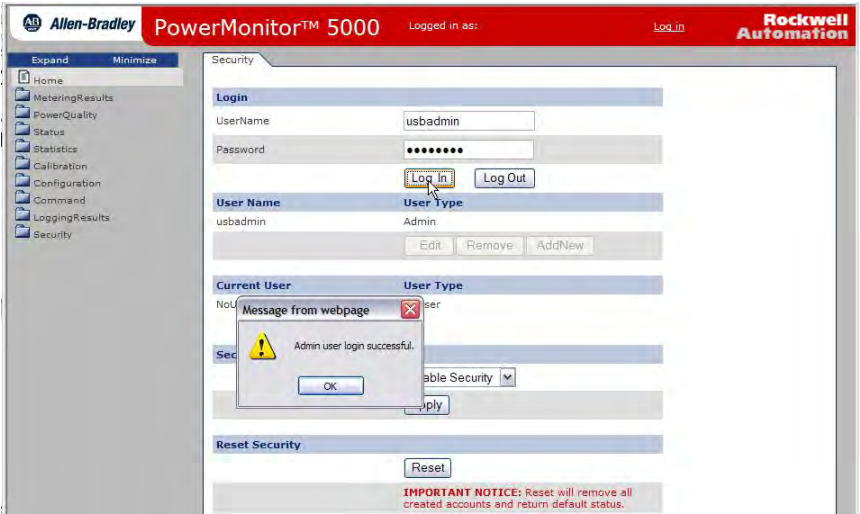 AB Allen-Bradley PowerMonitor™ 5000 Logged in as: Log in Rockwell Automation
Expand Minimize
Home
MeteringResults
PowerQuality
Status
Statistics
Calibration
Configuration
Command
LoggingResults
Security
Security
Login
UserName usbadmin
Password ••••••••
Log In Log Out
User Name User Type
usbadmin Admin
Edit Remove AddNew
Current User User Type
Message from webpage
Admin user login successful.
OK
Security
Reset Security
Reset
IMPORTANT NOTICE: Reset will remove all
created accounts and return default status.